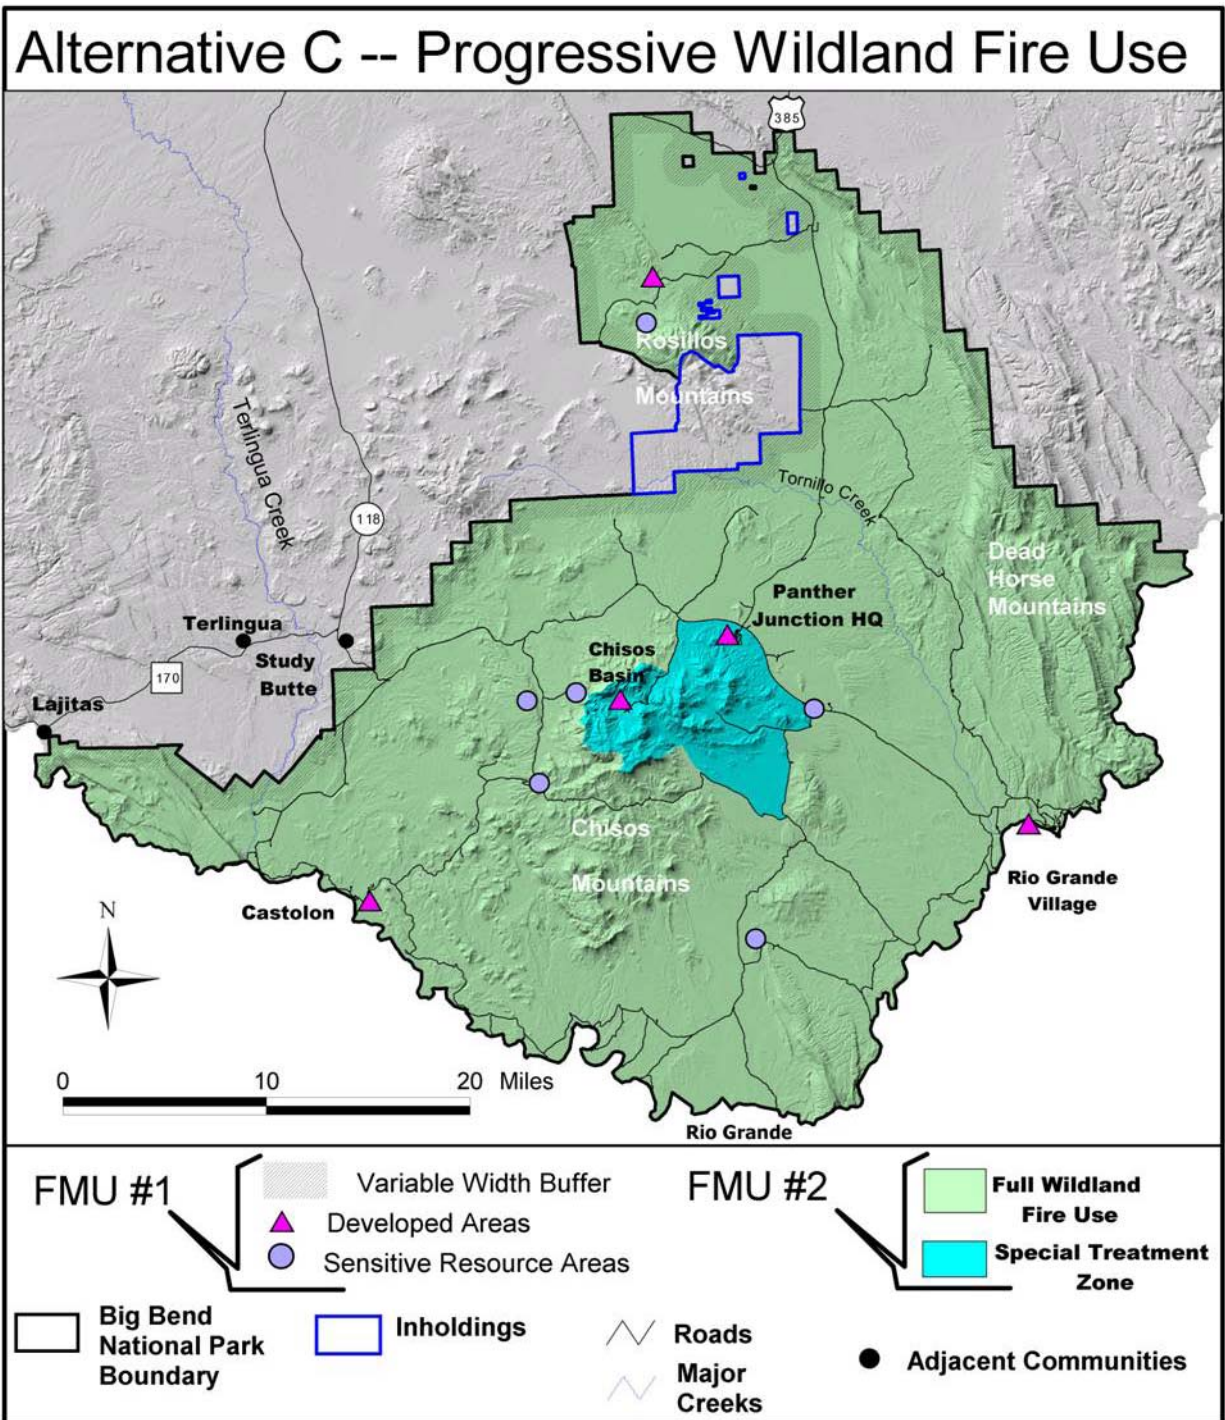 Alternative C -- Progressive Wildland Fire Use
385
Rosillos
Mountains
Terlingua Creek
Tornillo Creek
118
Dead
Horse
Mountains
Panther
Junction HQ
Terlingua
Chisos
Basin
Study
Butte
170
Lajitas
Chisos
Mountains
Rio Grande
Village
Castolon
N
0 10 20 Miles
Rio Grande
FMU #1
Variable Width Buffer
Developed Areas
Sensitive Resource Areas
FMU #2
Full Wildland
Fire Use
Special Treatment
Zone
Big Bend
National Park
Boundary
Inholdings
Roads
Major
Creeks
Adjacent Communities